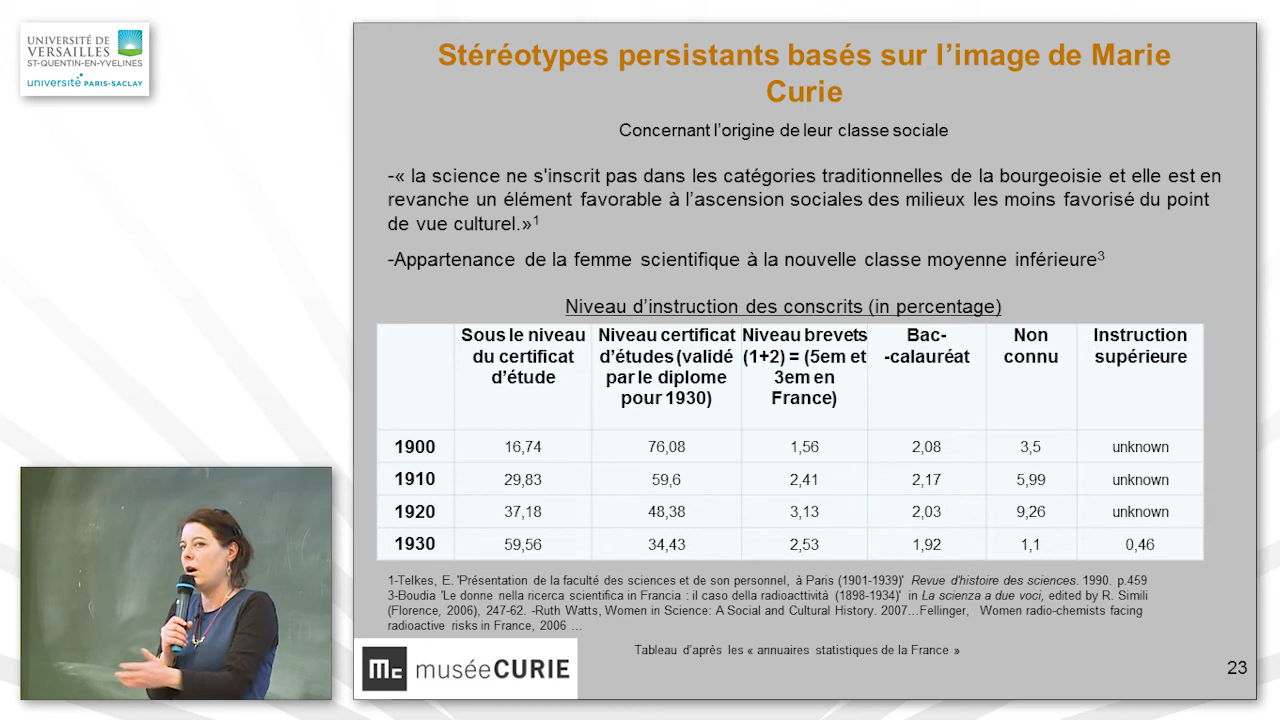 UNIVERSITÉ DE
VERSAILLES
ST-QUENTIN-EN-YVELINES
université PARIS-SACLAY
Stéréotypes persistants basés sur l’image de Marie
Curie
Concernant l’origine de leur classe sociale
-« la science ne s'inscrit pas dans les catégories traditionnelles de la bourgeoisie et elle est en
revanche un élément favorable à l’ascension sociales des milieux les moins favorisé du point
de vue culturel.»1
-Appartenance de la femme scientifique à la nouvelle classe moyenne inférieure3
Niveau d’instruction des conscrits (in percentage)
Sous le niveau du certificat d’étude
Niveau certificat d’études (validé par le diplome pour 1930)
Niveau brevets (1+2) = (5em et 3em en France)
Bac- -calauréat
Non connu
Instruction supérieure
1900 16,74 76,08 1,56 2,08 3,5 unknown
1910 29,83 59,6 2,41 2,17 5,99 unknown
1920 37,18 48,38 3,13 2,03 9,26 unknown
1930 59,56 34,43 2,53 1,92 1,1 0,46
1-Telkes, E. 'Présentation de la faculté des sciences et de son personnel, à Paris (1901-1939)' Revue d'histoire des sciences. 1990. p.459
3-Boudia 'Le donne nella ricerca scientifica in Francia : il caso della radioacttività (1898-1934)' in La scienza a due voci, edited by R. Simili
(Florence, 2006), 247-62. -Ruth Watts, Women in Science: A Social and Cultural History. 2007…Fellinger, Women radio-chemists facing
radioactive risks in France, 2006 …
Tableau d’après les « annuaires statistiques de la France »
Mc muséeCURIE
23